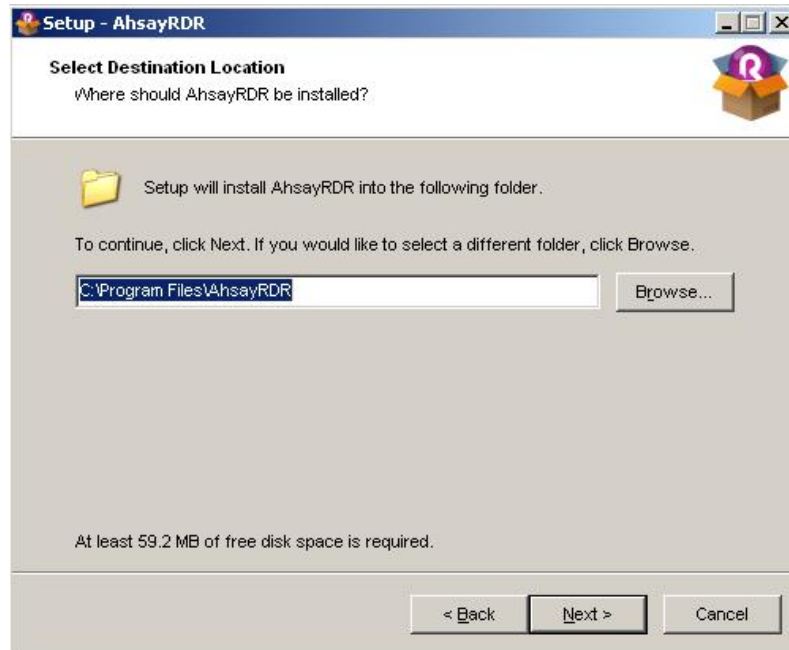 Setup - AhsayRDR
Select Destination Location
Where should AhsayRDR be installed?
R
Setup will install AhsayRDR into the following folder.
To continue, click Next. If you would like to select a different folder, click Browse.
C:\Program Files\AhsayRDR
Browse...
At least 59.2 MB of free disk space is required.
< Back
Next >
Cancel